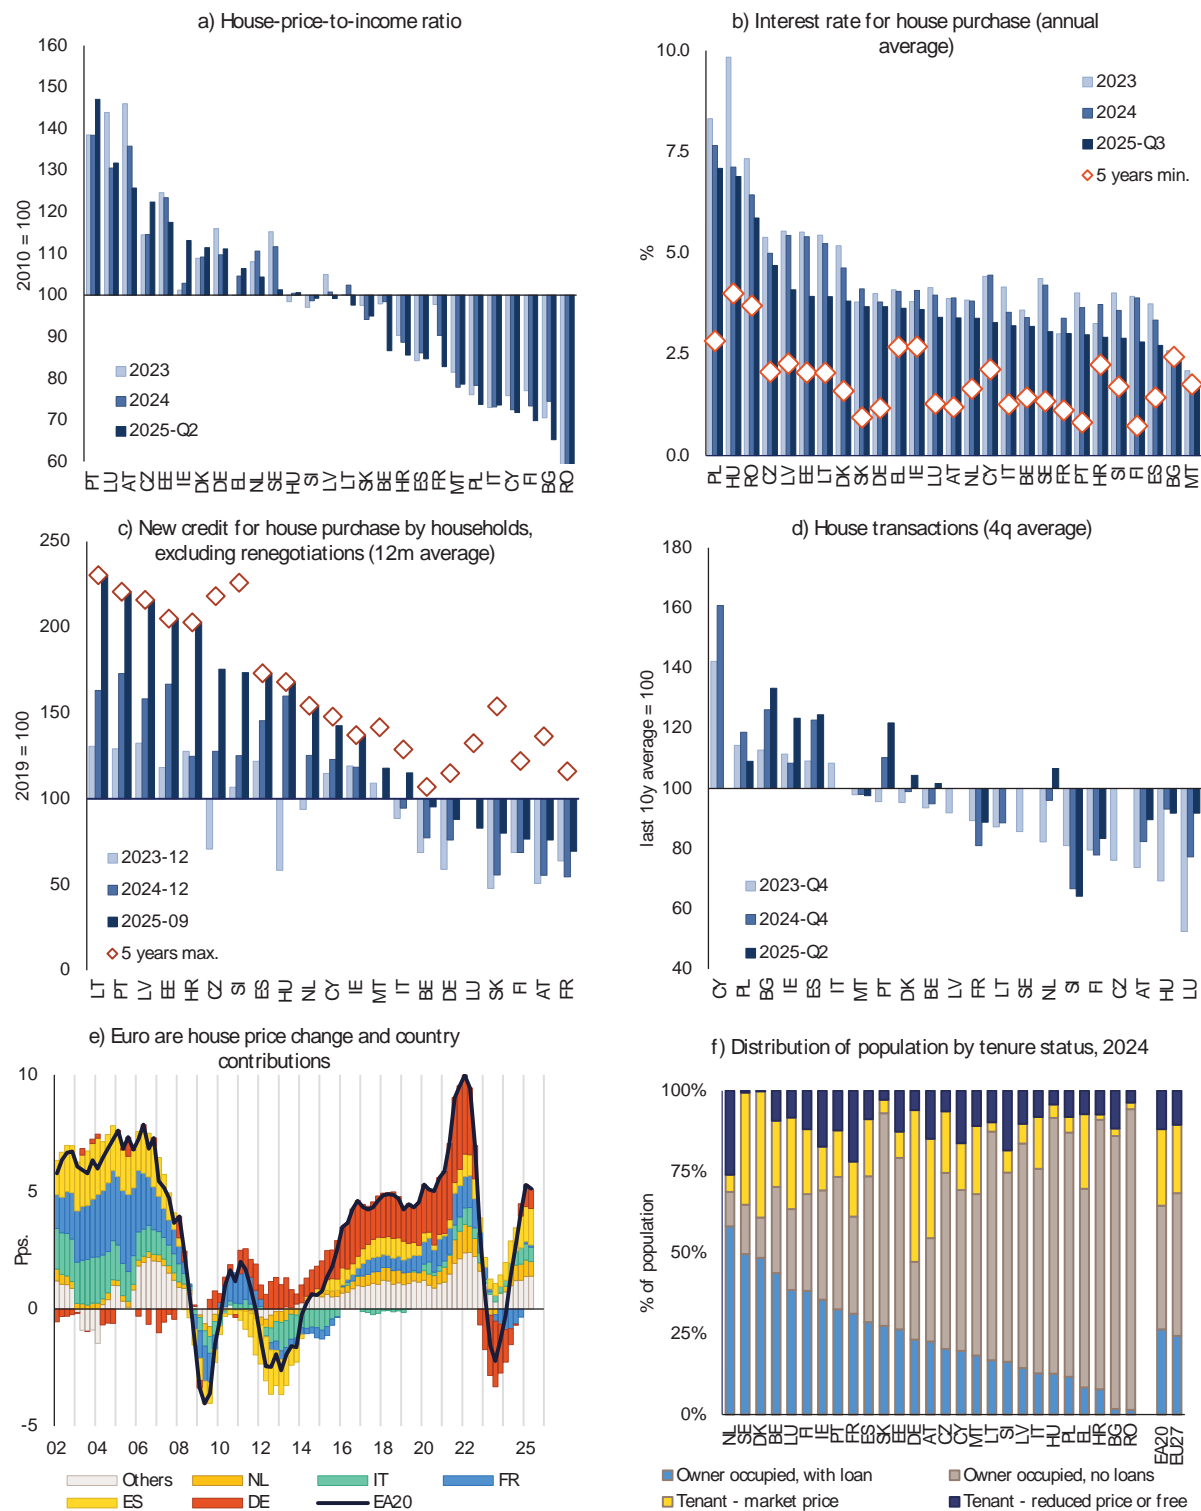 a) House-price-to-income ratio
160
150
140
130
120
110
100
90
80
70
60
2010 = 100
2023
2024
2025-Q2
PT LU AT CZ EE IE DK DE EL NL SE HU SI LV LT SK BE HR ES FR MT PL IT CY FI BG RO
b) Interest rate for house purchase (annual
average)
10.0
7.5
5.0
2.5
0.0
%
2023
2024
2025-Q3
5 years min.
PL HU RO CZ LV EE LT DK SK DE EL IE LU AT NL CY IT BE SE FR PT HR SI FI ES BG MT
c) New credit for house purchase by households,
excluding renegotiations (12m average)
250
200
150
100
50
0
2019 = 100
2023-12
2024-12
2025-09
5 years max.
LT PT LV EE HR CZ SI ES HU NL CY IE MT IT BE DE LU SK FI AT FR
d) House transactions (4q average)
180
160
140
120
100
80
60
40
last 10y average = 100
2023-Q4
2024-Q4
2025-Q2
CY PL BG IE ES IT MT PT DK BE LV FR LT SE NL SI FI CZ AT HU LU
e) Euro are house price change and country
contributions
10
5
0
-5
Pps.
02 04 06 08 10 12 14 16 18 20 22 25
Others NL IT FR
ES DE EA20
f) Distribution of population by tenure status, 2024
100%
75%
50%
25%
0%
% of population
NL SE DK BE LU FI IE PT FR ES SK EE DE AT CZ CY MT LT SI LV IT HU PL EL HR BG RO EA20 EU27
Owner occupied, with loan Owner occupied, no loans
Tenant - market price Tenant - reduced price or free